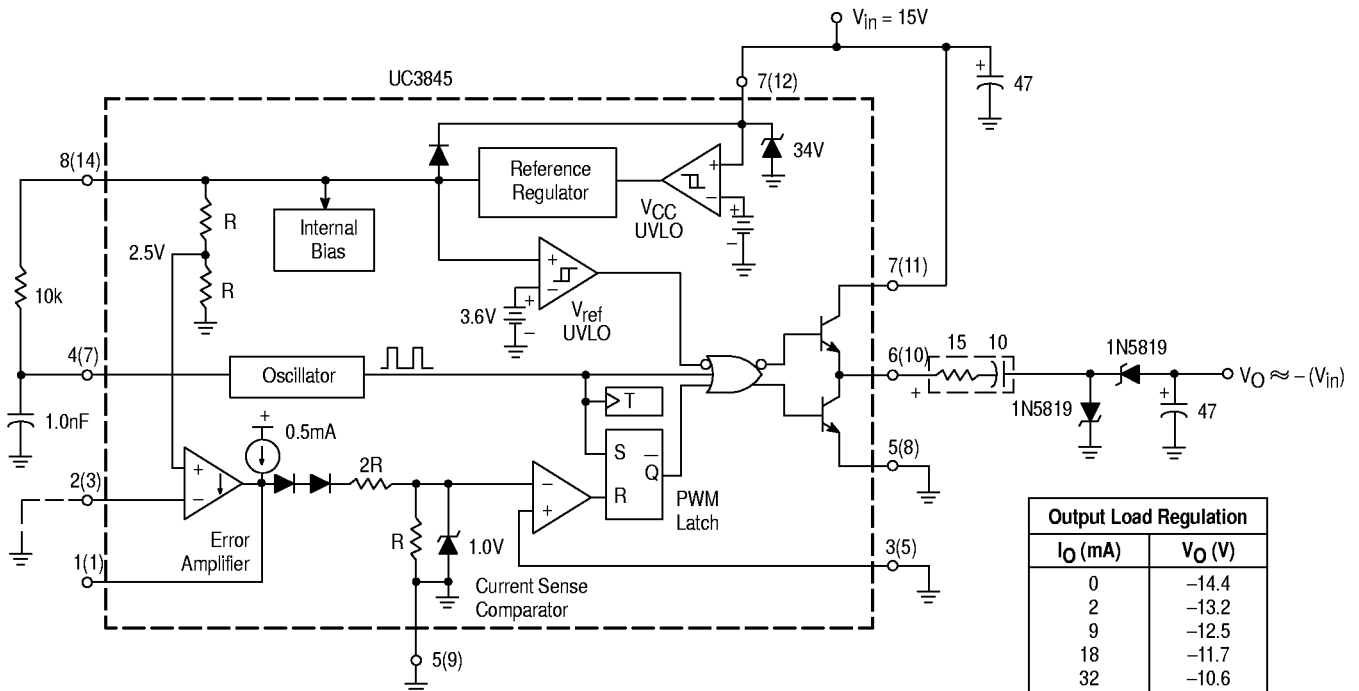 V_in = 15V
UC3845
7(12)
+
47
34V
8(14)
Reference
Regulator
+
−
V_CC
UVLO
+
−
R
Internal
Bias
2.5V
R
10k
+
−
3.6V
+
−
V_ref
UVLO
7(11)
4(7)
Oscillator
T
15
10
6(10)
+
1N5819
V_O ≈ −(V_in)
1N5819
+
47
1.0nF
+
0.5mA
2R
S
Q̅
R
PWM
Latch
5(8)
2(3)
+
−
−
+
Error
Amplifier
R
1.0V
Current Sense
Comparator
3(5)
1(1)
5(9)
Output Load Regulation
I_O (mA)
V_O (V)
0
−14.4
2
−13.2
9
−12.5
18
−11.7
32
−10.6